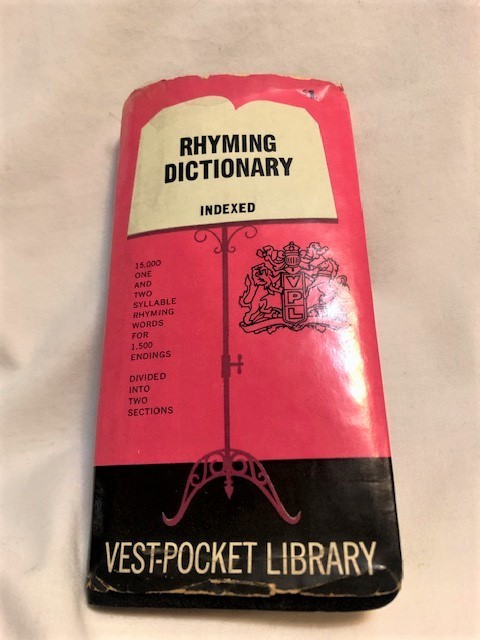 RHYMING
DICTIONARY
INDEXED
15,000
ONE
AND
TWO
SYLLABLE
RHYMING
WORDS
FOR
1,500
ENDINGS
DIVIDED
INTO
TWO
SECTIONS
VPL
VEST-POCKET LIBRARY